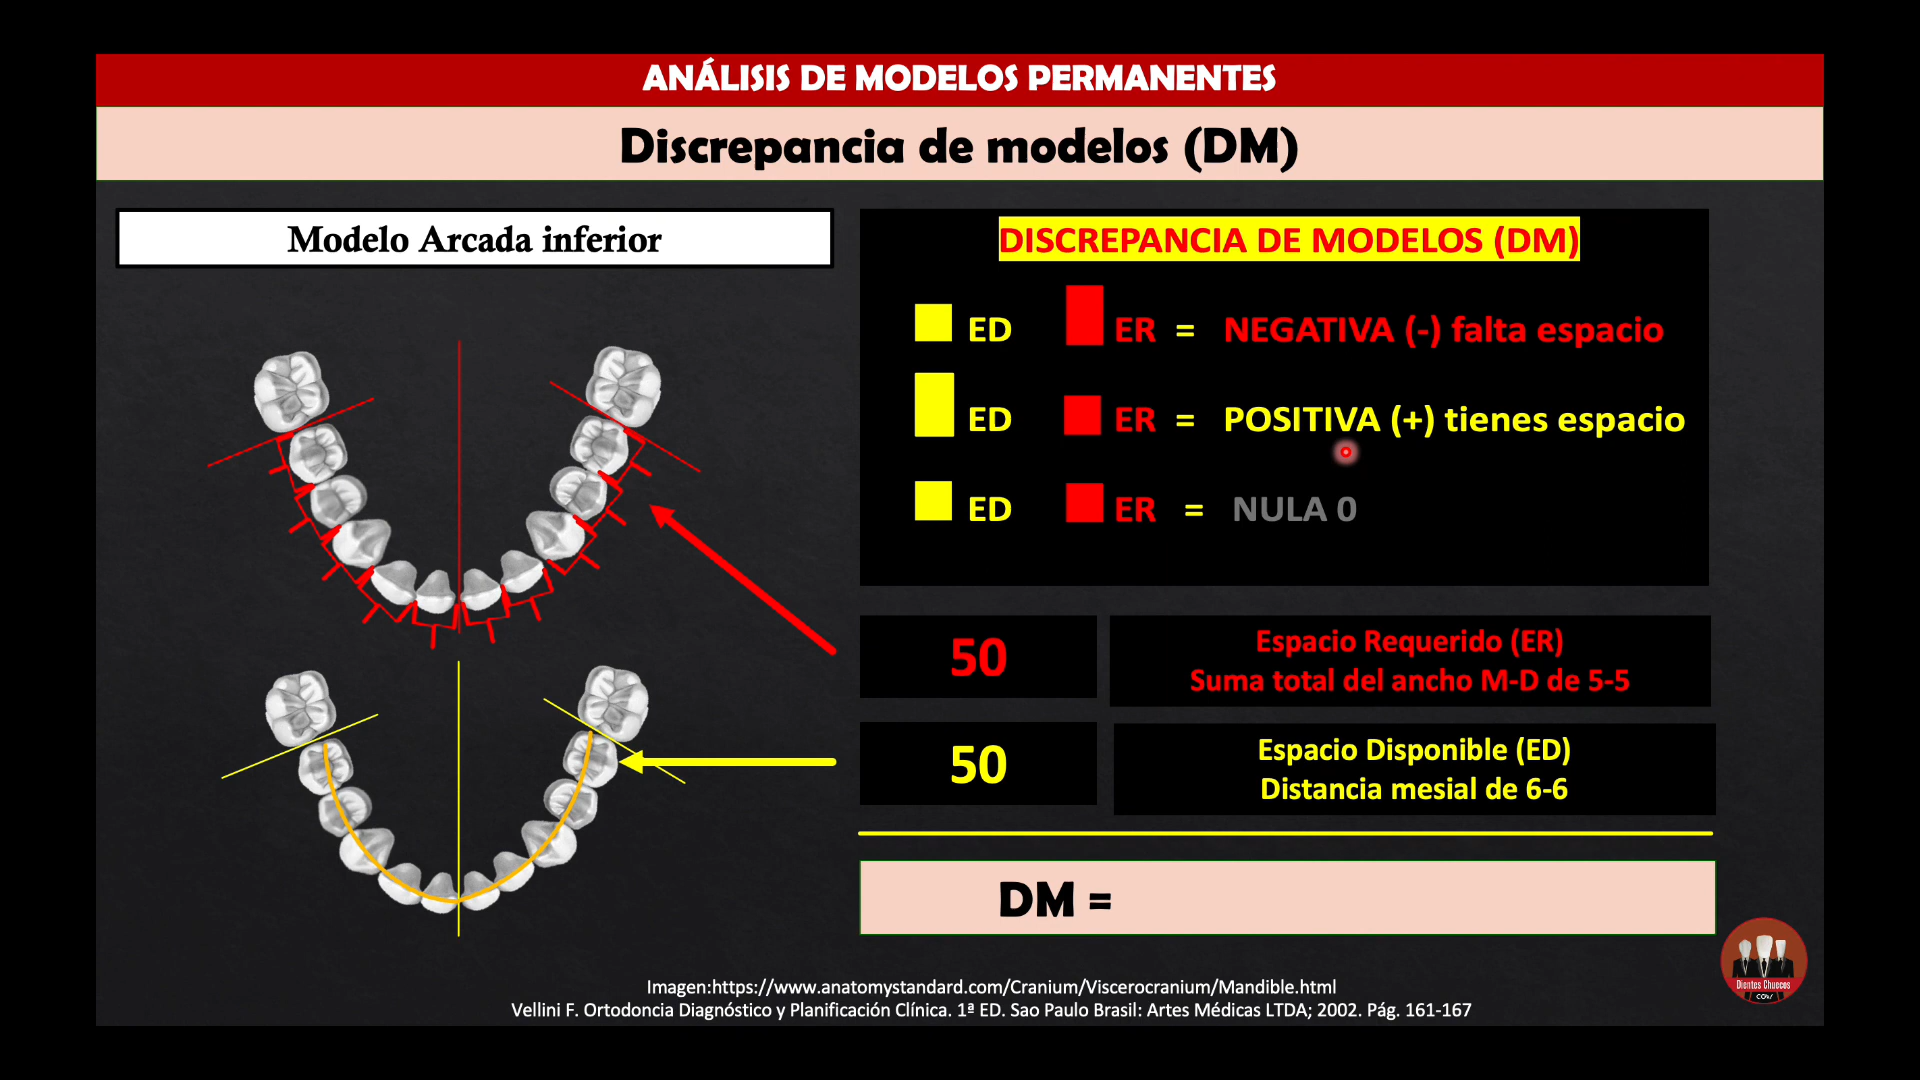 ANÁLISIS DE MODELOS PERMANENTES
Discrepancia de modelos (DM)
Modelo Arcada inferior
DISCREPANCIA DE MODELOS (DM)
ED ER = NEGATIVA (-) falta espacio
ED ER = POSITIVA (+) tienes espacio
ED ER = NULA 0
50
Espacio Requerido (ER)
Suma total del ancho M-D de 5-5
50
Espacio Disponible (ED)
Distancia mesial de 6-6
DM =
Dientes Chuecos
COW
Imagen:https://www.anatomystandard.com/Cranium/Viscerocranium/Mandible.html
Vellini F. Ortodoncia Diagnóstico y Planificación Clínica. 1ª ED. Sao Paulo Brasil: Artes Médicas LTDA; 2002. Pág. 161-167